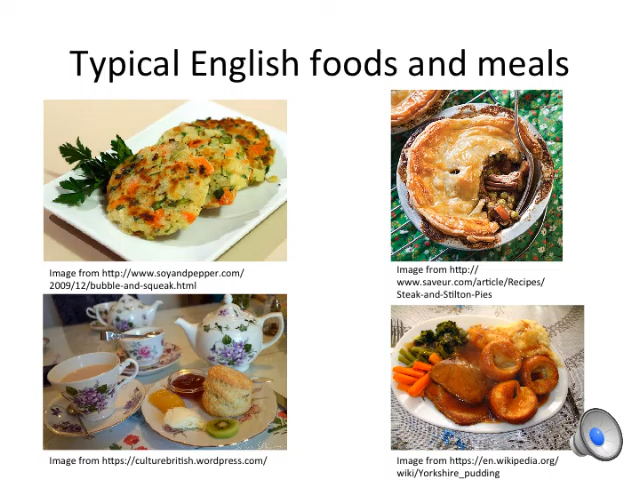 Typical English foods and meals
Image from http://www.soyandpepper.com/
2009/12/bubble-and-squeak.html
Image from http://
www.saveur.com/article/Recipes/
Steak-and-Stilton-Pies
Image from https://culturebritish.wordpress.com/
Image from https://en.wikipedia.org/
wiki/Yorkshire_pudding